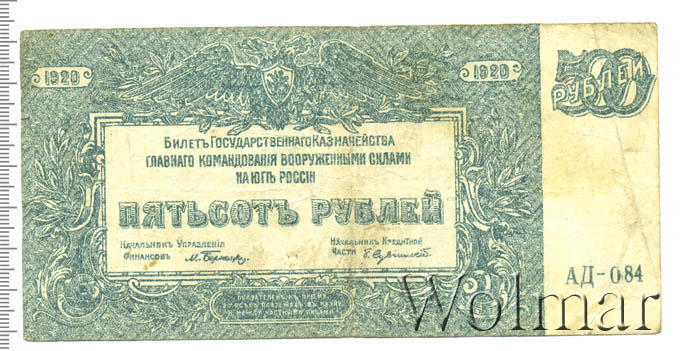 1920
1920
500
РУБЛЕЙ
БИЛЕТЪ ГОСУДАРСТВЕННАГО КАЗНАЧЕЙСТВА
ГЛАВНАГО КОМАНДОВАНІЯ ВООРУЖЕННЫМИ СИЛАМИ
НА ЮГѢ РОССІИ
ПЯТЬСОТЪ РУБЛЕЙ
НАЧАЛЬНИКЪ УПРАВЛЕНІЯ
ФИНАНСОВЪ
НАЧАЛЬНИКЪ КРЕДИТНОЙ
ЧАСТИ
АД-084
Wolmar